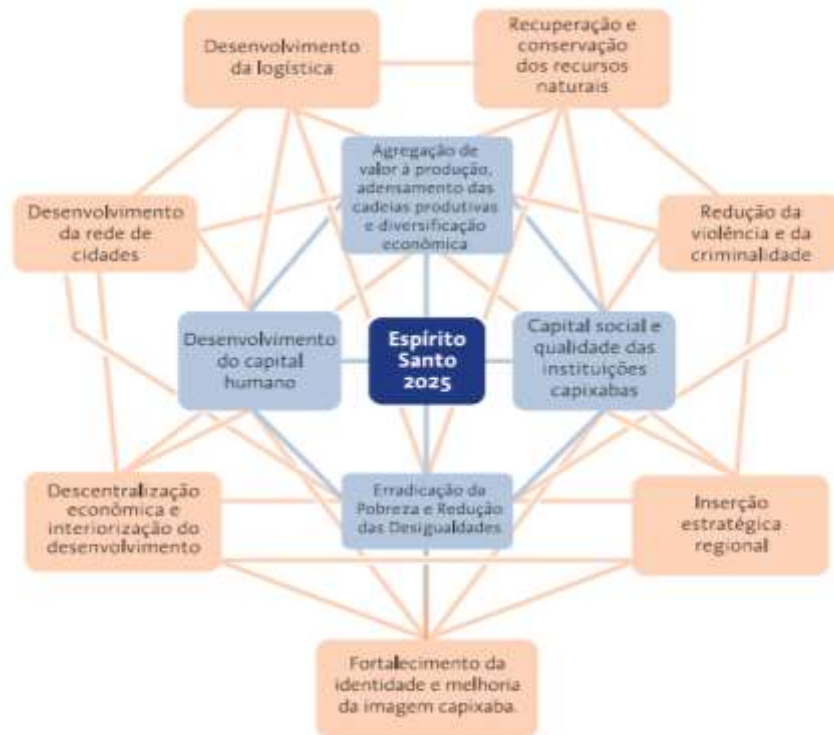 Desenvolvimento
da logística
Recuperação e
conservação
dos recursos
naturais
Agregação de
valor à produção,
adensamento das
cadeias produtivas
e diversificação
econômica
Desenvolvimento
da rede de
cidades
Redução da
violência e da
criminalidade
Desenvolvimento
do capital
humano
Espírito
Santo
2025
Capital social e
qualidade das
instituições
capixabas
Descentralização
econômica e
interiorização do
desenvolvimento
Erradicação da
Pobreza e Redução
das Desigualdades
Inserção
estratégica
regional
Fortalecimento da
identidade e melhoria
da imagem capixaba.